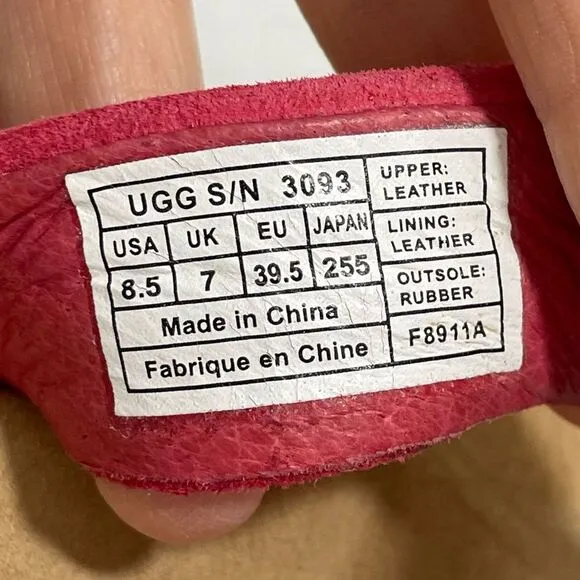 UGG S/N 3093
USA UK EU JAPAN
8.5 7 39.5 255
Made in China
Fabrique en Chine
UPPER:
LEATHER
LINING:
LEATHER
OUTSOLE:
RUBBER
F8911A